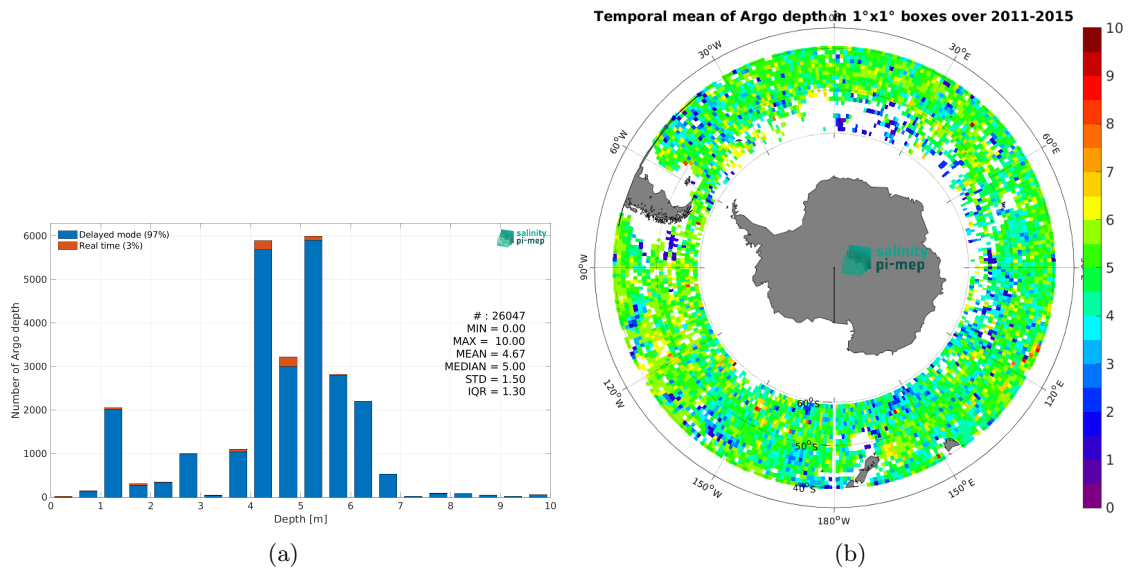 Delayed mode (97%)
Real time (3%)
salinity
pi-mep
6000
5000
4000
3000
2000
1000
0
Number of Argo depth
# : 26047
MIN = 0.00
MAX = 10.00
MEAN = 4.67
MEDIAN = 5.00
STD = 1.50
IQR = 1.30
0 1 2 3 4 5 6 7 8 9 10
Depth [m]
(a)
Temporal mean of Argo depth in 1°x1° boxes over 2011-2015
30°W
30°E
60°W
60°E
90°W
salinity
pi-mep
120°W
120°E
60°S
50°S
40°S
150°W
150°E
180°W
10
9
8
7
6
5
4
3
2
1
0
(b)